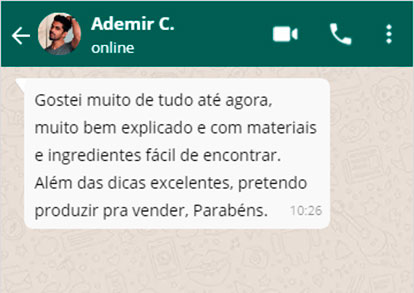 Ademir C.
online
Gostei muito de tudo até agora,
muito bem explicado e com materiais
e ingredientes fácil de encontrar.
Além das dicas excelentes, pretendo
produzir pra vender, Parabéns.
10:26